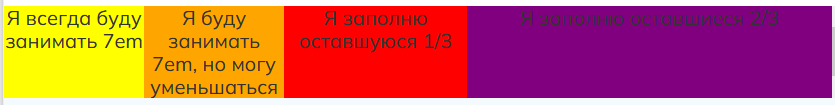 Я всегда буду
занимать 7em
Я буду
занимать
7em, но могу
уменьшаться
Я заполню
оставшуюся 1/3
Я заполню оставшиеся 2/3